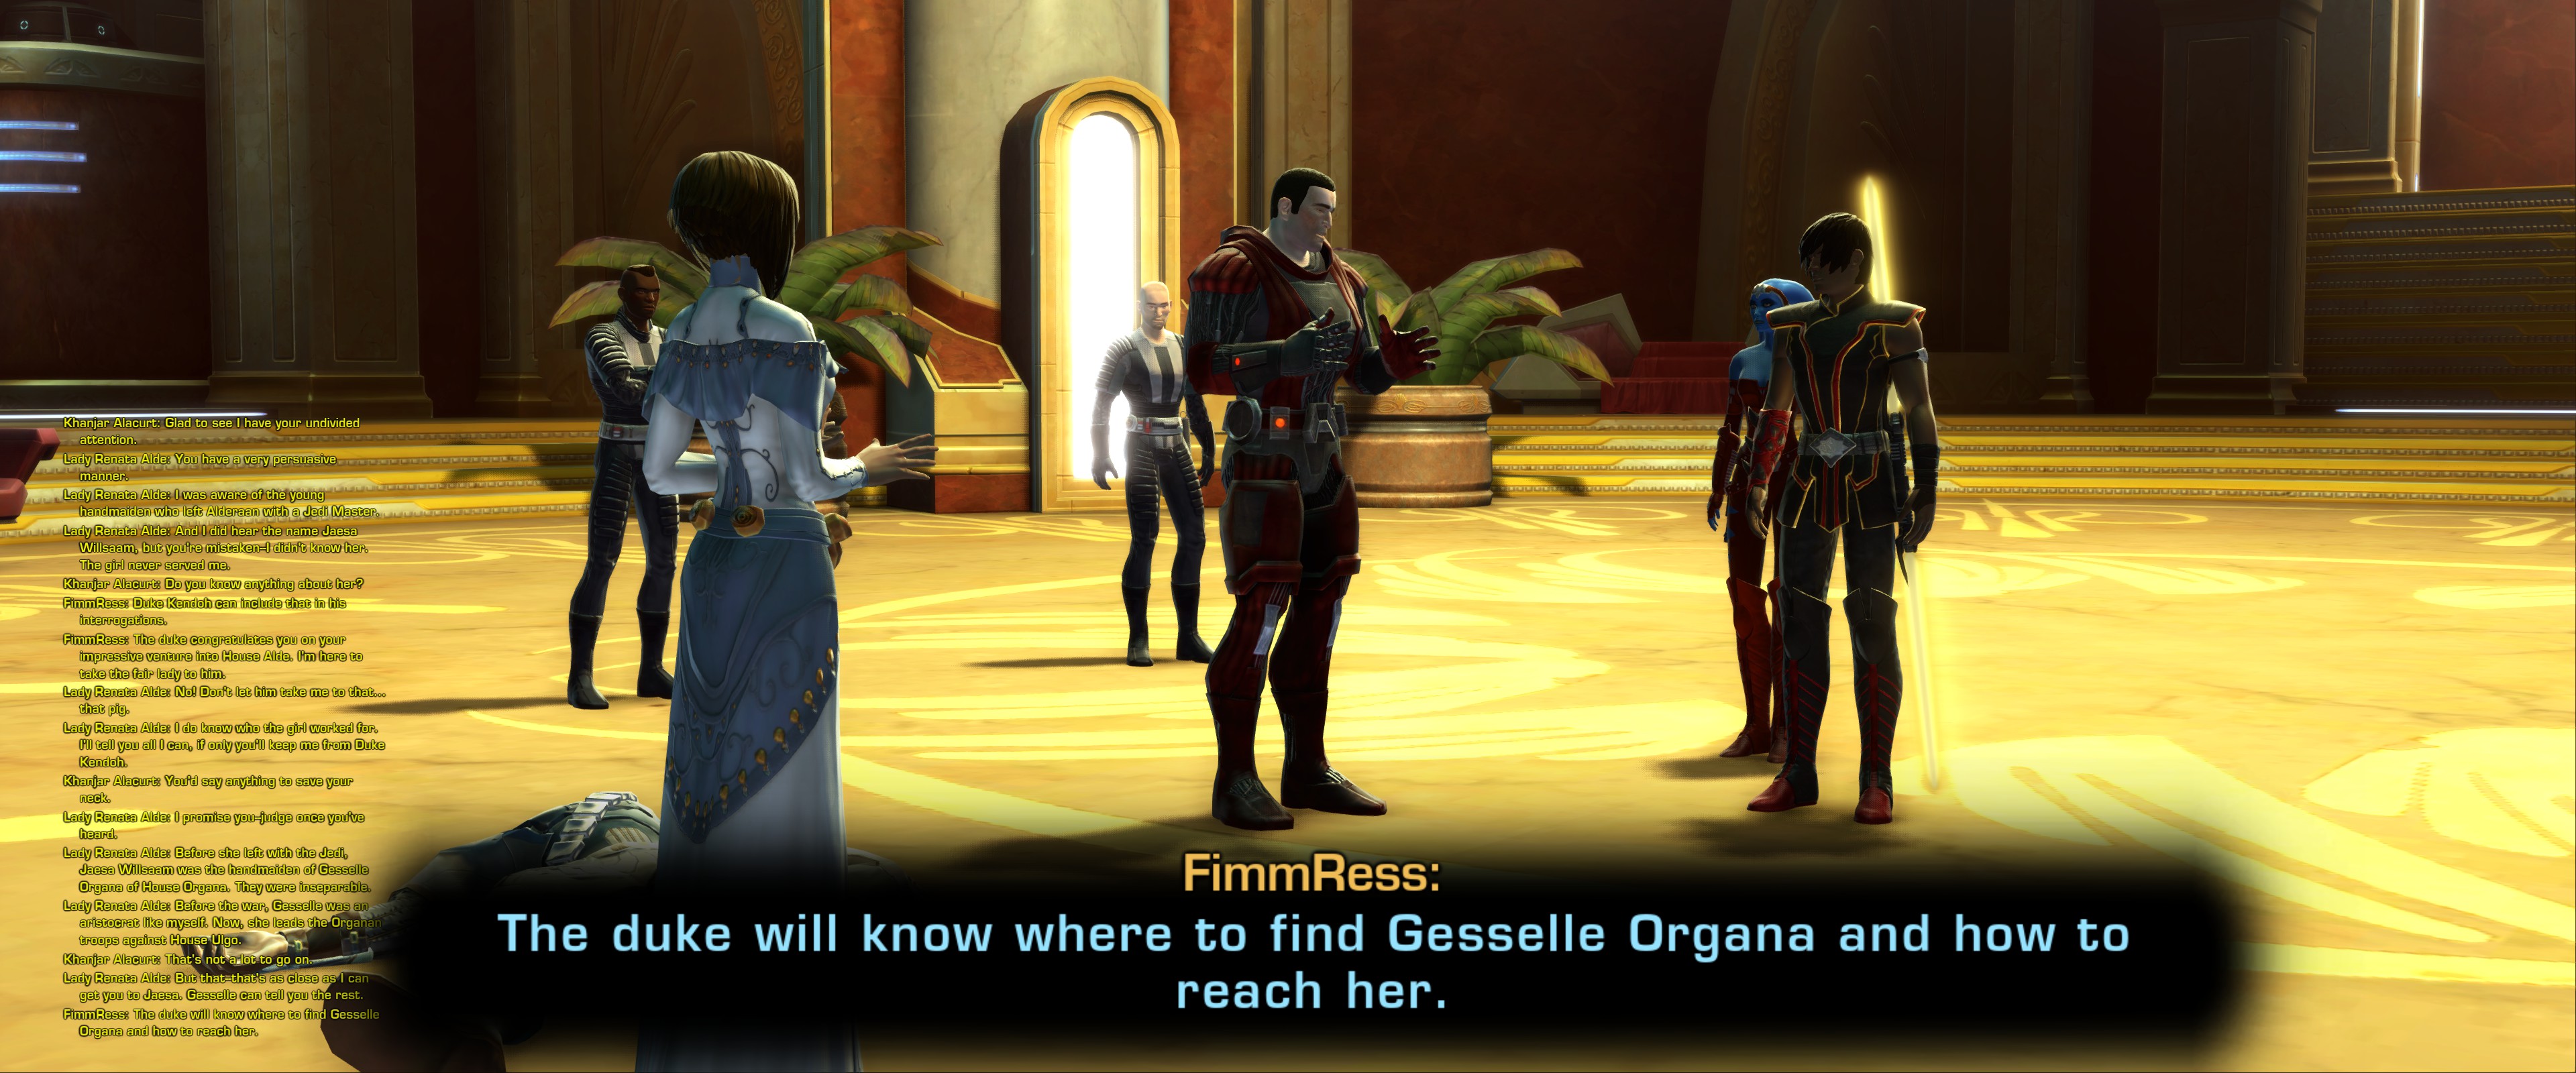 Khanjar Alacurt: Glad to see I have your undivided
attention.
Lady Renata Alde: You have a very persuasive
manner.
Lady Renata Alde: I was aware of the young
handmaiden who left Alderaan with a Jedi Master.
Lady Renata Alde: And I did hear the name Jaesa
Willsaam, but you're mistaken—I didn't know her.
The girl never served me.
Khanjar Alacurt: Do you know anything about her?
FimmRess: Duke Kendoh can include that in his
interrogations.
FimmRess: The duke congratulates you on your
impressive venture into House Alde. I'm here to
take the fair lady to him.
Lady Renata Alde: No! Don't let him take me to that...
that pig.
Lady Renata Alde: I do know who the girl worked for.
I'll tell you all I can, if only you'll keep me from Duke
Kendoh.
Khanjar Alacurt: You'd say anything to save your
neck.
Lady Renata Alde: I promise you—judge once you've
heard.
Lady Renata Alde: Before she left with the Jedi,
Jaesa Willsaam was the handmaiden of Gesselle
Organa of House Organa. They were inseparable.
Lady Renata Alde: Before the war, Gesselle was an
aristocrat like myself. Now, she leads the Organan
troops against House Ulgo.
Khanjar Alacurt: That's not a lot to go on.
Lady Renata Alde: But that—that's as close as I can
get you to Jaesa. Gesselle can tell you the rest.
FimmRess: The duke will know where to find Gesselle
Organa and how to reach her.
FimmRess:
The duke will know where to find Gesselle Organa and how to
reach her.